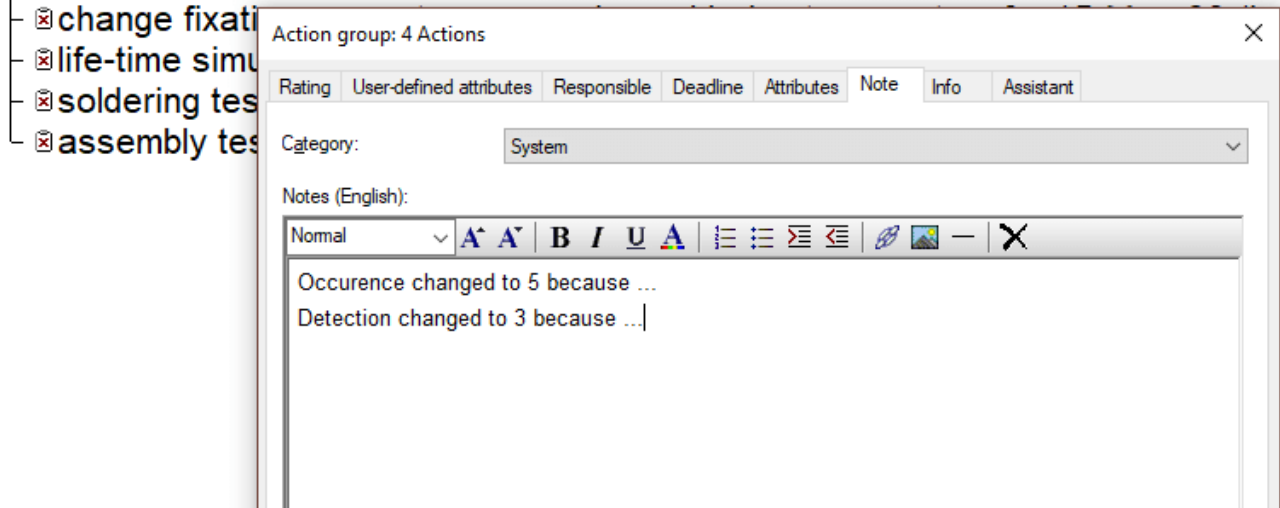 change fixati
Action group: 4 Actions
life-time simu
Rating User-defined attributes Responsible Deadline Attributes Note Info Assistant
soldering tes
assembly tes
Category: System
Notes (English):
Normal A A B I U A
Occurence changed to 5 because ...
Detection changed to 3 because ...